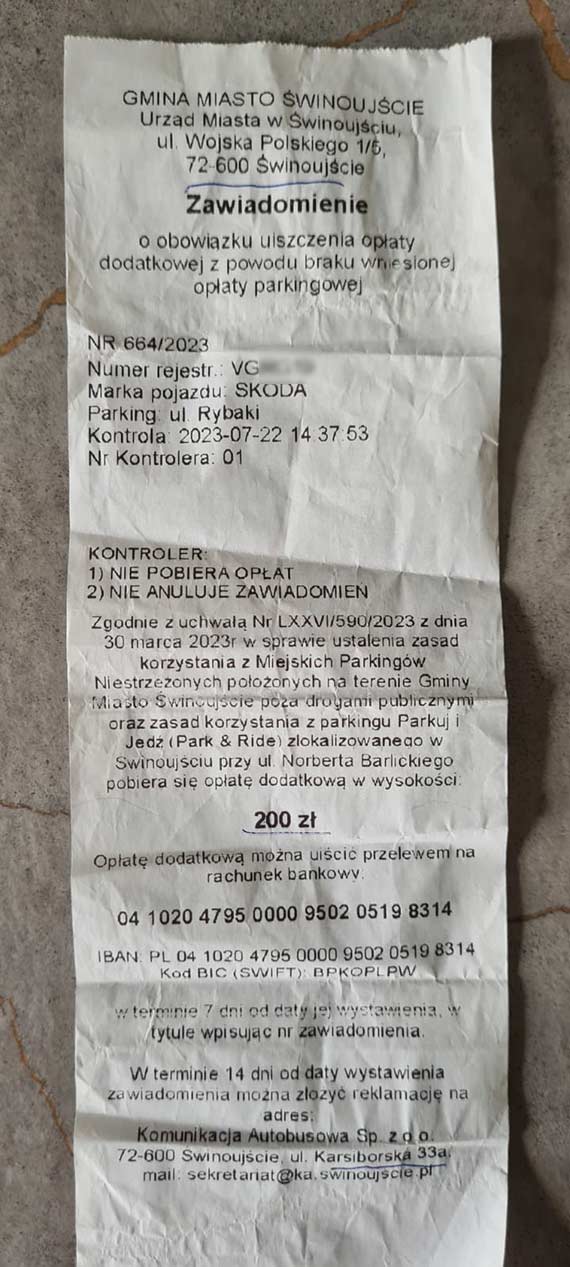 GMINA MIASTO ŚWINOUJŚCIE
Urząd Miasta w Świnoujściu,
ul. Wojska Polskiego 1/5,
72-600 Świnoujście
Zawiadomienie
o obowiązku uiszczenia opłaty
dodatkowej z powodu braku wniesionej
opłaty parkingowej
NR 664/2023
Numer rejestr.: VG
Marka pojazdu: SKODA
Parking: ul. Rybaki
Kontrola: 2023-07-22 14:37:53
Nr Kontrolera: 01
KONTROLER:
1) NIE POBIERA OPŁAT
2) NIE ANULUJE ZAWIADOMIEŃ
Zgodnie z uchwałą Nr LXXVI/590/2023 z dnia
30 marca 2023r w sprawie ustalenia zasad
korzystania z Miejskich Parkingów
Niestrzeżonych położonych na terenie Gminy
Miasto Świnoujście poza drogami publicznymi
oraz zasad korzystania z parkingu Parkuj i
Jedź (Park & Ride) zlokalizowanego w
Świnoujściu przy ul. Norberta Barlickiego
pobiera się opłatę dodatkową w wysokości:
200 zł
Opłatę dodatkową można uiścić przelewem na
rachunek bankowy:
04 1020 4795 0000 9502 0519 8314
IBAN: PL 04 1020 4795 0000 9502 0519 8314
Kod BIC (SWIFT): BPKOPLPW
w terminie 7 dni od daty jej wystawienia, w
tytule wpisując nr zawiadomienia.
W terminie 14 dni od daty wystawienia
zawiadomienia można złożyć reklamację na
adres:
Komunikacja Autobusowa Sp. z o.o.
72-600 Świnoujście, ul. Karsiborska 33a,
mail: sekretariat@ka.swinoujscie.pl